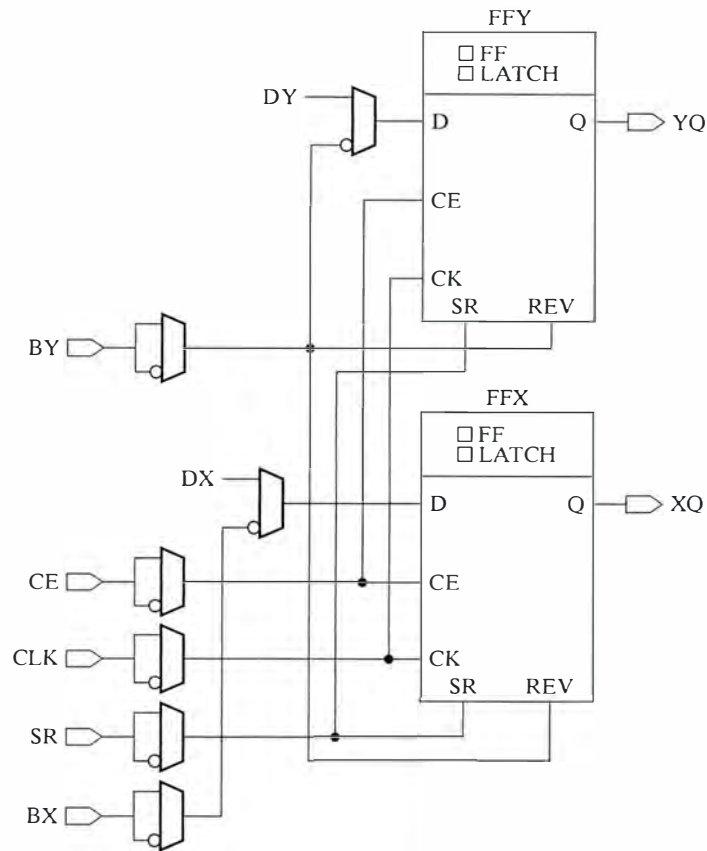 FFY
FF
LATCH
DY
D
Q
YQ
CE
CK
SR
REV
BY
FFX
FF
LATCH
DX
D
Q
XQ
CE
CE
CLK
CK
SR
REV
SR
BX